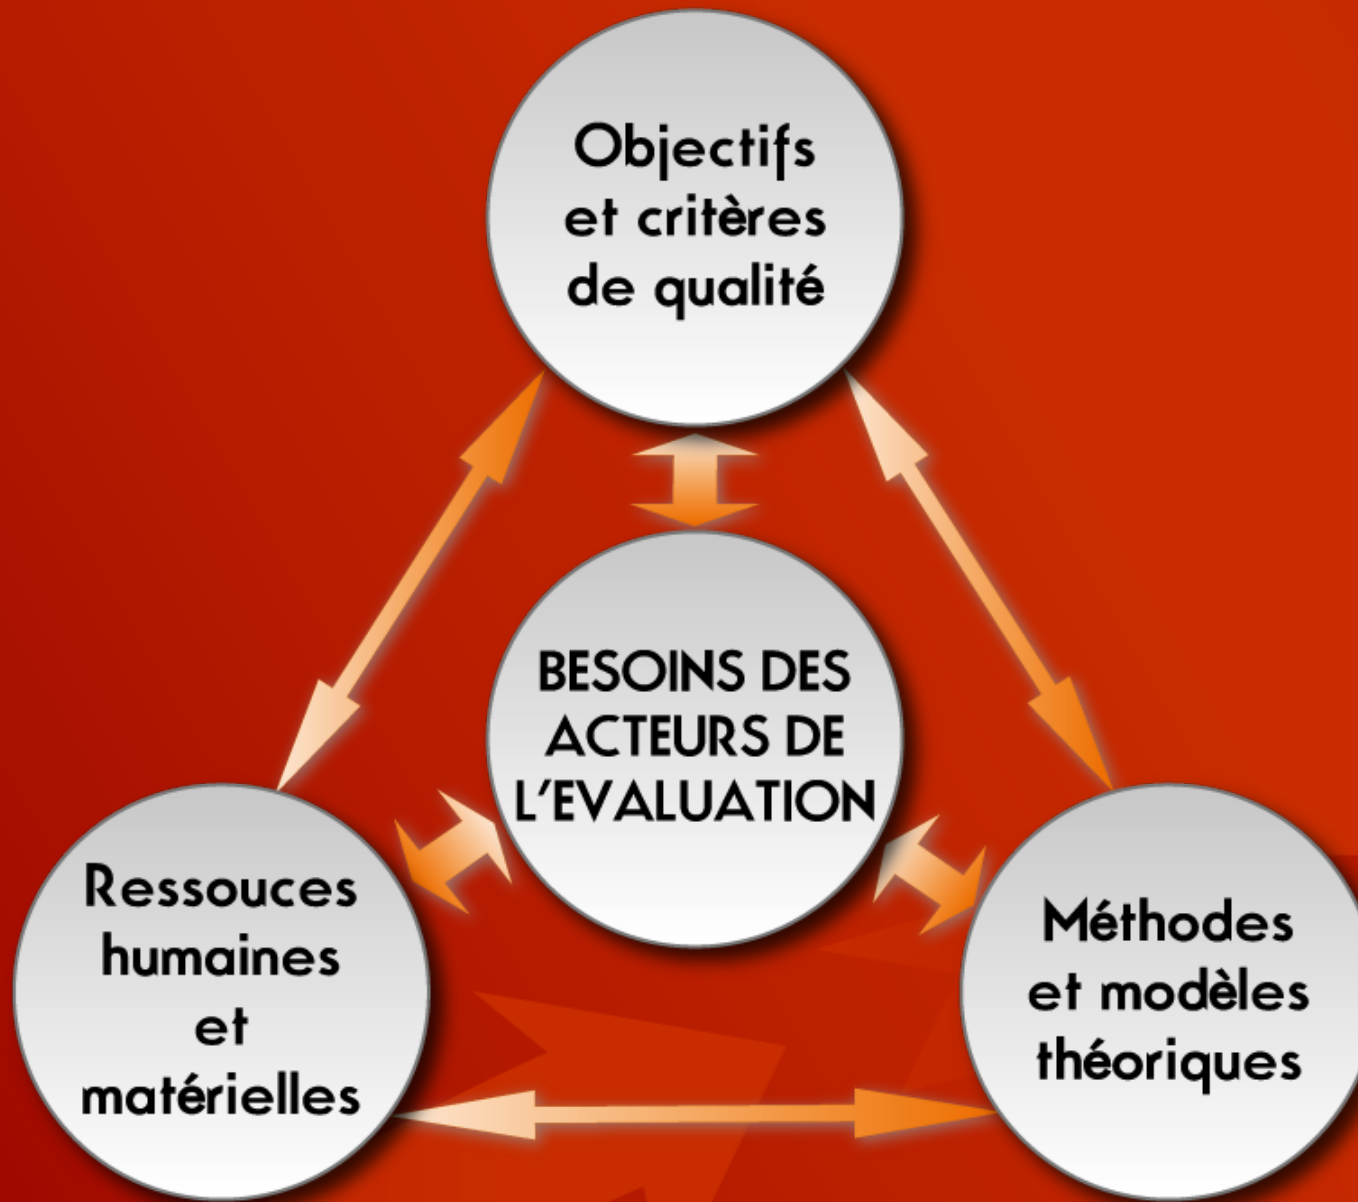 Objectifs
et critères
de qualité
BESOINS DES
ACTEURS DE
L'EVALUATION
Ressouces
humaines
et
matérielles
Méthodes
et modèles
théoriques